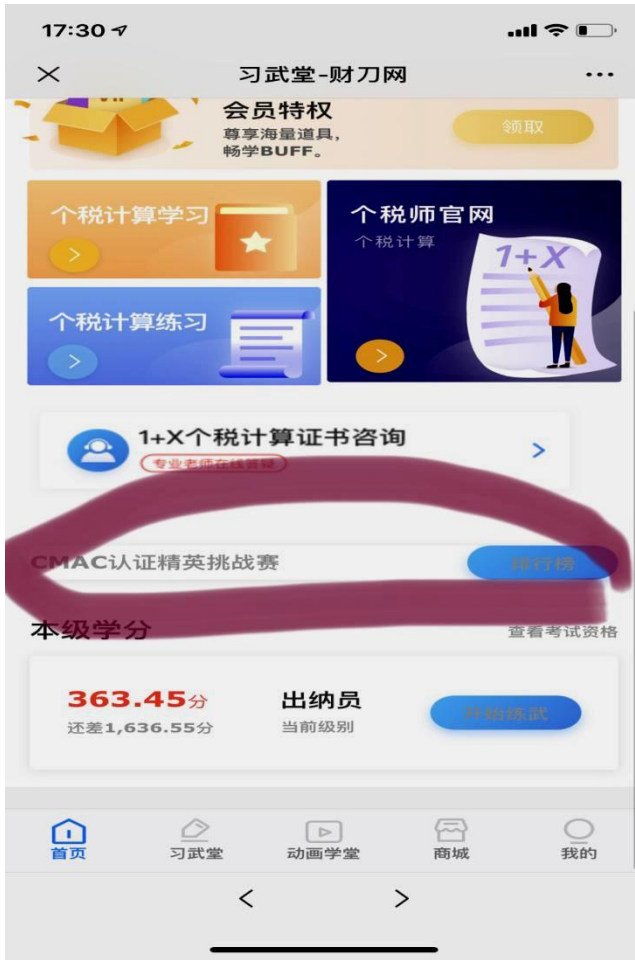 17:30
习武堂-财刀网
会员特权
尊享海量道具，
畅学BUFF。
领取
个税计算学习
个税师官网
个税计算
1+X
个税计算练习
1+X个税计算证书咨询
专业老师在线答疑
CMAC认证精英挑战赛
排行榜
本级学分
查看考试资格
363.45分
出纳员
还差1,636.55分
当前级别
开始练武
首页
习武堂
动画学堂
商城
我的